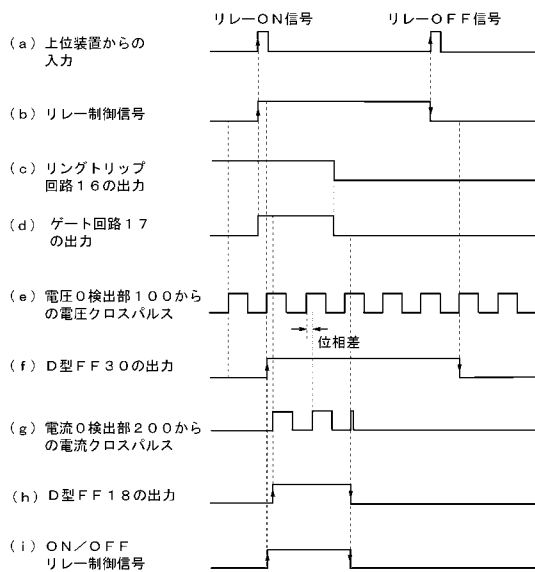 リレーＯＮ信号
リレーＯＦＦ信号
（ａ）上位装置からの
入力
（ｂ）リレー制御信号
（ｃ）リングトリップ
回路１６の出力
（ｄ）ゲート回路１７
の出力
（ｅ）電圧０検出部１００から
の電圧クロスパルス
位相差
（ｆ）Ｄ型ＦＦ３０の出力
（ｇ）電流０検出部２００から
の電流クロスパルス
（ｈ）Ｄ型ＦＦ１８の出力
（ｉ）ＯＮ／ＯＦＦ
リレー制御信号